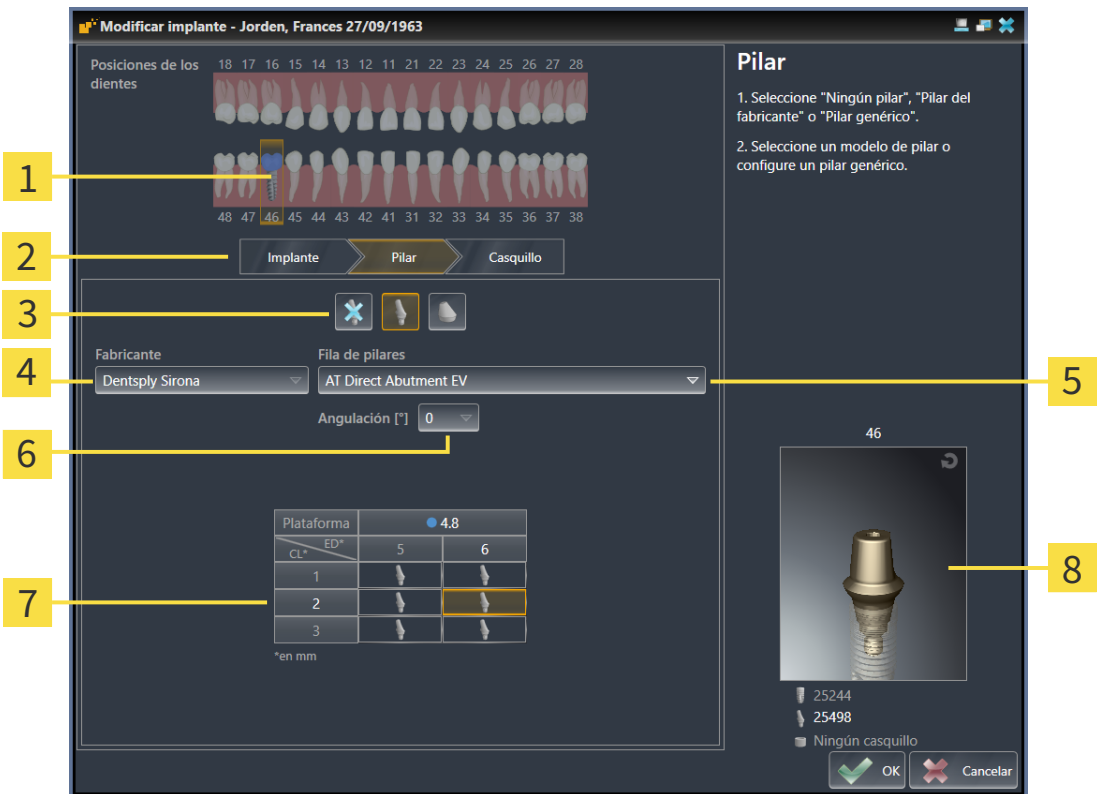 Modificar implante - Jorden, Frances 27/09/1963
Posiciones de los
dientes
18 17 16 15 14 13 12 11 21 22 23 24 25 26 27 28
48 47 46 45 44 43 42 41 31 32 33 34 35 36 37 38
1
2
Implante Pilar Casquillo
3
Fabricante Fila de pilares
4
Dentsply Sirona AT Direct Abutment EV
5
Angulación [°] 0
6
Plataforma 4.8
CL* ED* 5 6
1
2
3
7
*en mm
Pilar
1. Seleccione "Ningún pilar", "Pilar del
fabricante" o "Pilar genérico".
2. Seleccione un modelo de pilar o
configure un pilar genérico.
46
8
25244
25498
Ningún casquillo
OK Cancelar